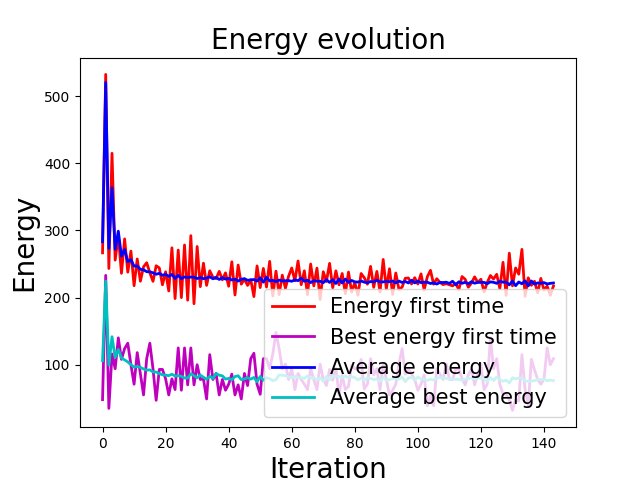 Energy evolution
Energy
500
400
300
200
100
Energy first time
Best energy first time
Average energy
Average best energy
0 20 40 60 80 100 120 140
Iteration